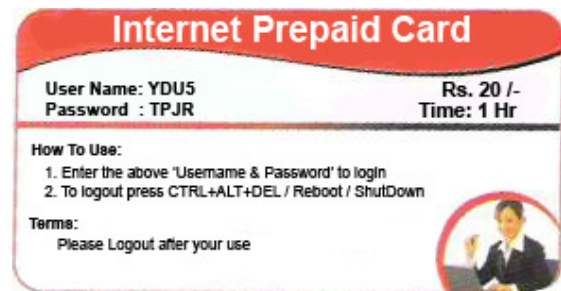 Internet Prepaid Card
User Name: YDU5
Rs. 20 /-
Password : TPJR
Time: 1 Hr
How To Use:
1. Enter the above 'Username & Password' to login
2. To logout press CTRL+ALT+DEL / Reboot / ShutDown
Terms:
Please Logout after your use